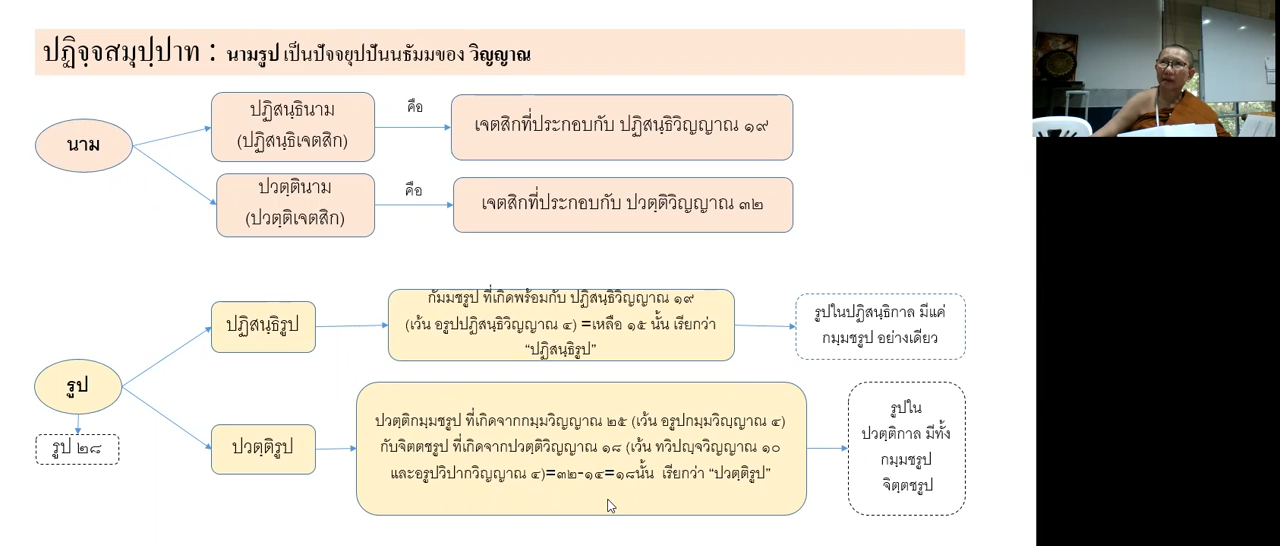 ปฏิจฺจสมุปฺปาท : นามรูป เป็นปัจจยุปปันนธัมมของ วิญญาณ
นาม
ปฏิสนฺธินาม
(ปฏิสนฺธิเจตสิก)
คือ
เจตสิกที่ประกอบกับ ปฏิสนฺธิวิญญาณ ๑๙
ปวตฺตินาม
(ปวตฺติเจตสิก)
คือ
เจตสิกที่ประกอบกับ ปวตฺติวิญญาณ ๓๒
รูป
รูป ๒๘
ปฏิสนฺธิรูป
กัมมชรูป ที่เกิดพร้อมกับ ปฏิสนฺธิวิญญาณ ๑๙
(เว้น อรูปปฏิสนฺธิวิญญาณ ๔) =เหลือ ๑๕ นั้น เรียกว่า
“ปฏิสนฺธิรูป”
รูปในปฏิสนฺธิกาล มีแค่
กมฺมชรูป อย่างเดียว
ปวตฺติรูป
ปวตฺติกมฺมชรูป ที่เกิดจากกมฺมวิญญาณ ๒๕ (เว้น อรูปกมฺมวิญฺญาณ ๔)
กับจิตตชรูป ที่เกิดจากปวตฺติวิญญาณ ๑๘ (เว้น ทวิปญฺจวิญญาณ ๑๐
และอรูปวิปากวิญญาณ ๔)=๓๒-๑๔=๑๘นั้น เรียกว่า “ปวตฺติรูป”
รูปใน
ปวตฺติกาล มีทั้ง
กมฺมชรูป
จิตฺตชรูป